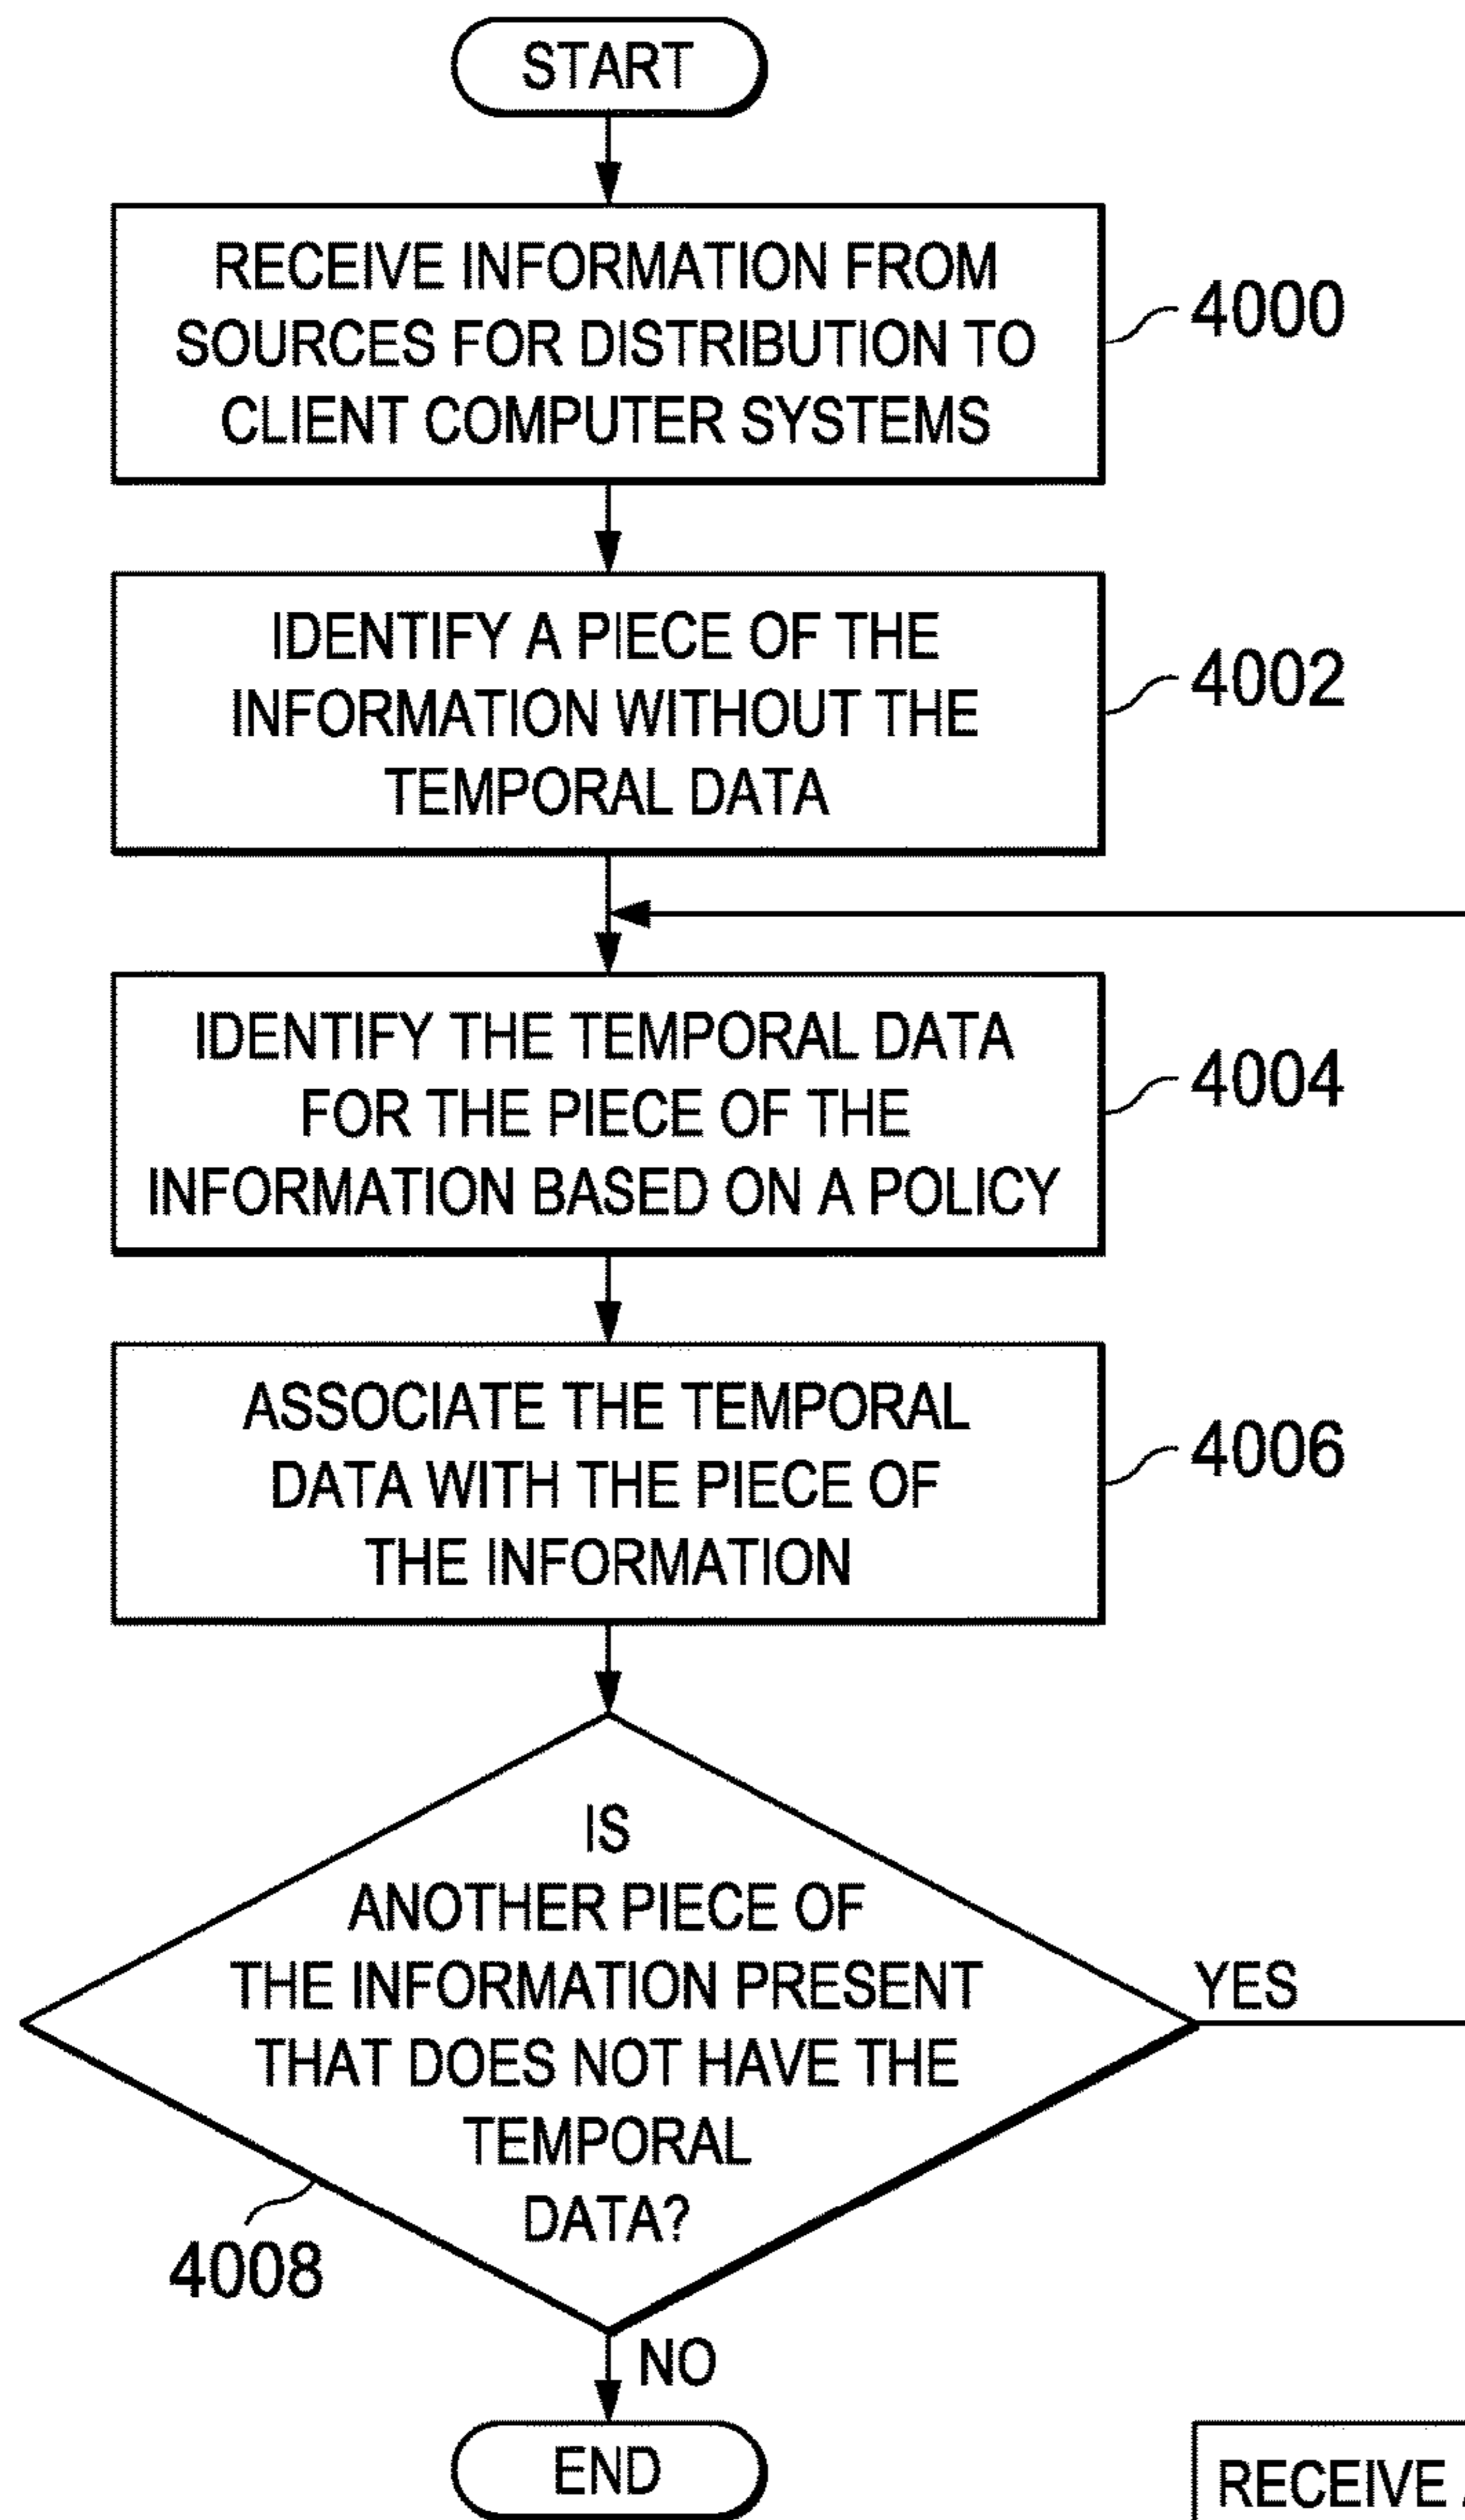 START
RECEIVE INFORMATION FROM
SOURCES FOR DISTRIBUTION TO
CLIENT COMPUTER SYSTEMS
4000
IDENTIFY A PIECE OF THE
INFORMATION WITHOUT THE
TEMPORAL DATA
4002
IDENTIFY THE TEMPORAL DATA
FOR THE PIECE OF THE
INFORMATION BASED ON A POLICY
4004
ASSOCIATE THE TEMPORAL
DATA WITH THE PIECE OF
THE INFORMATION
4006
IS
ANOTHER PIECE OF
THE INFORMATION PRESENT
THAT DOES NOT HAVE THE
TEMPORAL
DATA?
YES
4008
NO
END
RECEIVE